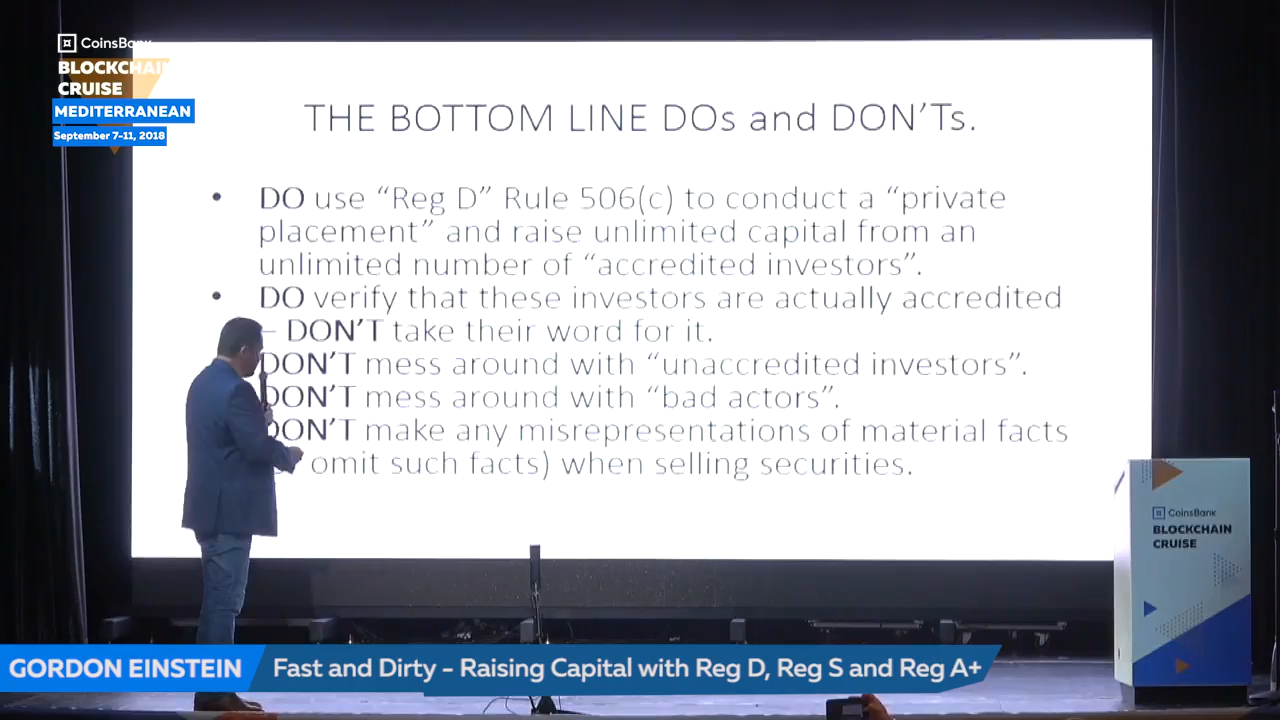 CoinsBank
BLOCKCHAIN
CRUISE
MEDITERRANEAN
September 7-11, 2018
THE BOTTOM LINE DOs and DON’Ts.
• DO use “Reg D” Rule 506(c) to conduct a “private
placement” and raise unlimited capital from an
unlimited number of “accredited investors”.
• DO verify that these investors are actually accredited
– DON’T take their word for it.
DON’T mess around with “unaccredited investors”.
DON’T mess around with “bad actors”.
DON’T make any misrepresentations of material facts
omit such facts) when selling securities.
CoinsBank
BLOCKCHAIN
CRUISE
GORDON EINSTEIN
Fast and Dirty – Raising Capital with Reg D, Reg S and Reg A+